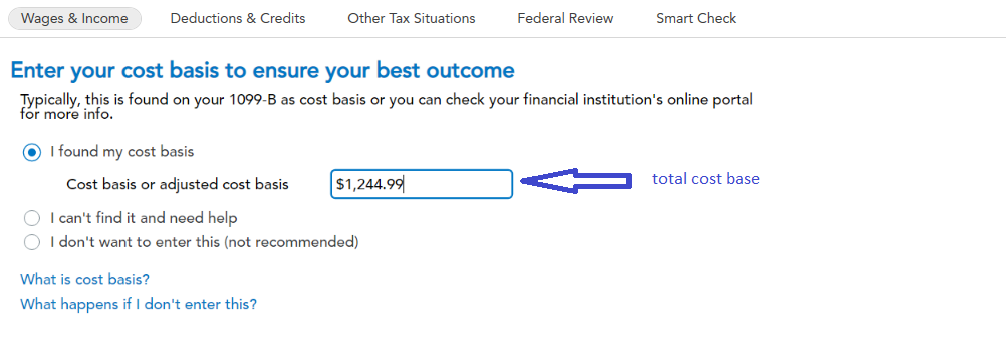 Wages & Income Deductions & Credits Other Tax Situations Federal Review Smart Check
Enter your cost basis to ensure your best outcome
Typically, this is found on your 1099-B as cost basis or you can check your financial institution's online portal
for more info.
I found my cost basis
Cost basis or adjusted cost basis $1,244.99 total cost base
I can't find it and need help
I don't want to enter this (not recommended)
What is cost basis?
What happens if I don't enter this?